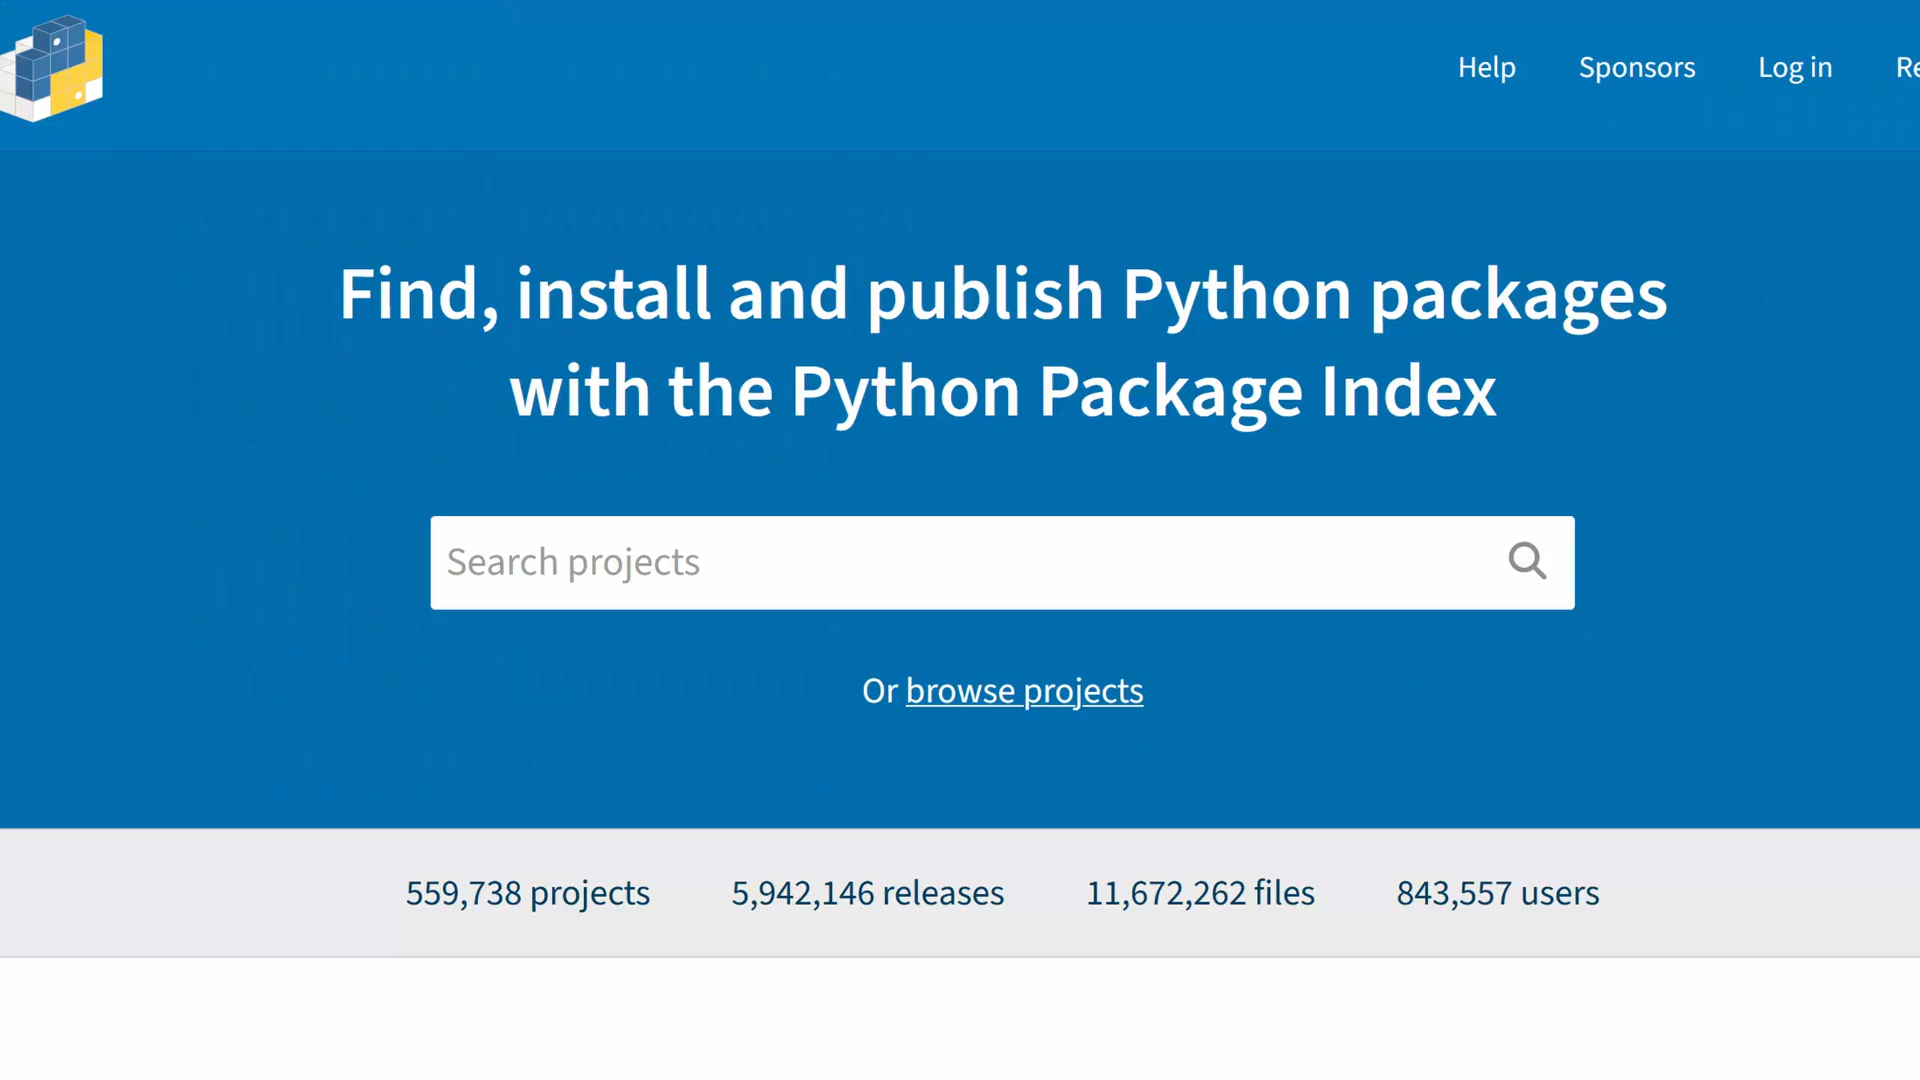 Help Sponsors Log in Re
Find, install and publish Python packages
with the Python Package Index
Search projects
Or browse projects
559,738 projects 5,942,146 releases 11,672,262 files 843,557 users